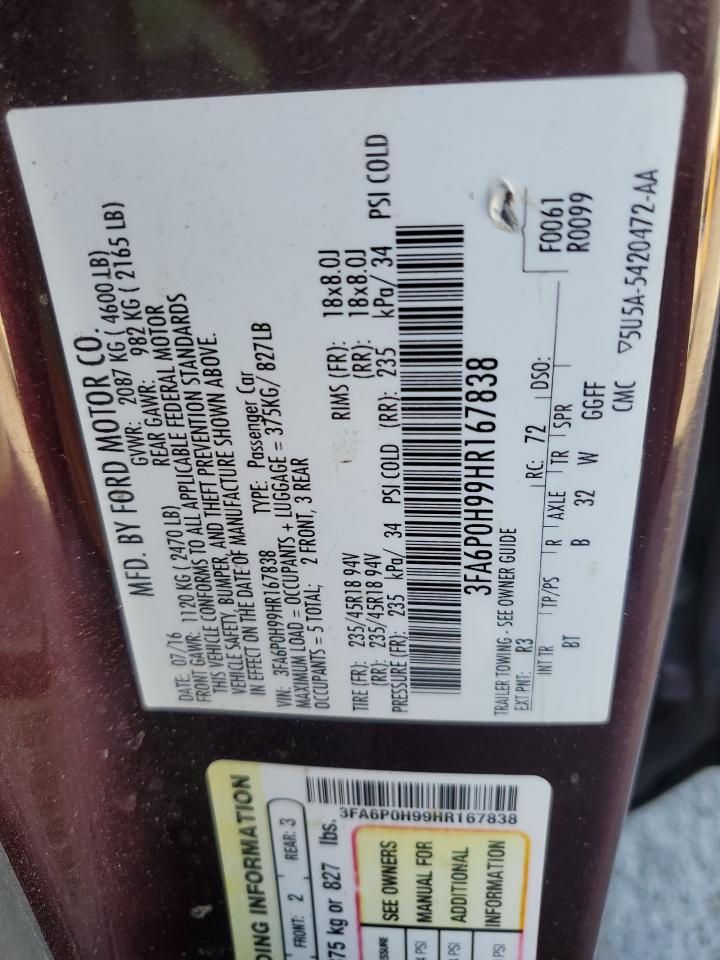 MFD. BY FORD MOTOR CO.
DATE: 07/16 GVWR: 2087 KG ( 4600 LB)
FRONT GAWR: 1120 KG ( 2470 LB) REAR GAWR: 982 KG ( 2165 LB)
THIS VEHICLE CONFORMS TO ALL APPLICABLE FEDERAL MOTOR
VEHICLE SAFETY, BUMPER, AND THEFT PREVENTION STANDARDS
IN EFFECT ON THE DATE OF MANUFACTURE SHOWN ABOVE.
VIN: 3FA6P0H99HR167838 TYPE: Passenger Car
MAXIMUM LOAD = OCCUPANTS + LUGGAGE = 375KG/ 827LB
OCCUPANTS = 5 TOTAL: 2 FRONT, 3 REAR
TIRE (FR): 235/45R18 94V RIMS (FR): 18x8.0J
(RR): 235/45R18 94V (RR): 18x8.0J
PRESSURE (FR): 235 kPa/ 34 PSI COLD (RR): 235 kPa/ 34 PSI COLD
3FA6P0H99HR167838
TRAILER TOWING - SEE OWNER GUIDE
F0061
R0099
EXT PNT: R3 RC: 72 DSO:
INT TR TP/PS R AXLE TR SPR
BT B 32 W GGFF
CMC ▽5U5A-5420472-AA
3FA6P0H99HR167838
DING INFORMATION
FRONT: 2 REAR: 3
75 kg or 827 lbs.
SEE OWNERS
MANUAL FOR
ADDITIONAL
INFORMATION